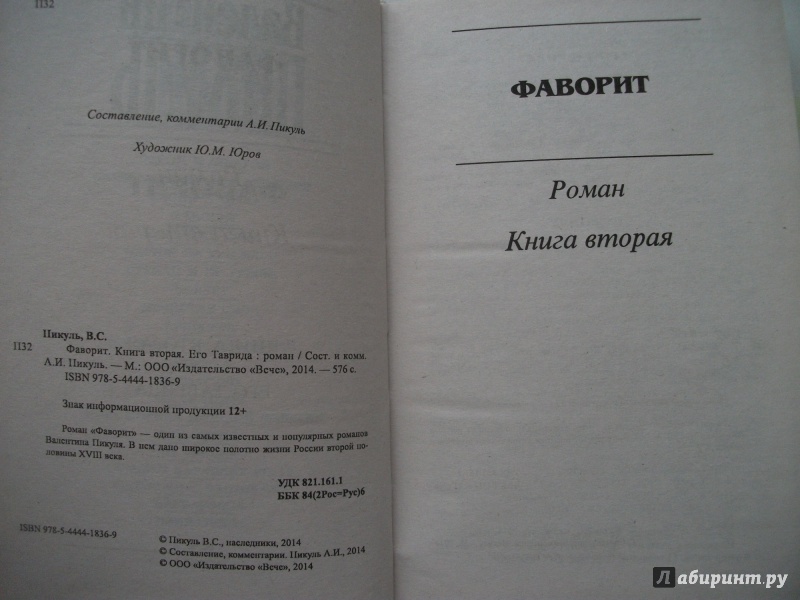 П32
Составление, комментарии А.И. Пикуль
Художник Ю.М. Юров
Пикуль, В.С.
П32
Фаворит. Книга вторая. Его Таврида : роман / Сост. и комм.
А.И. Пикуль. — М.: ООО «Издательство «Вече», 2014. — 576 с.
ISBN 978-5-4444-1836-9
Знак информационной продукции 12+
Роман «Фаворит» — один из самых известных и популярных романов
Валентина Пикуля. В нем дано широкое полотно жизни России второй по-
ловины XVIII века.
УДК 821.161.1
ББК 84(2Рос=Рус)6
ISBN 978-5-4444-1836-9
© Пикуль В.С., наследники, 2014
© Составление, комментарии. Пикуль А.И., 2014
© ООО «Издательство «Вече», 2014
ФАВОРИТ
Роман
Книга вторая
Лабиринт.ру